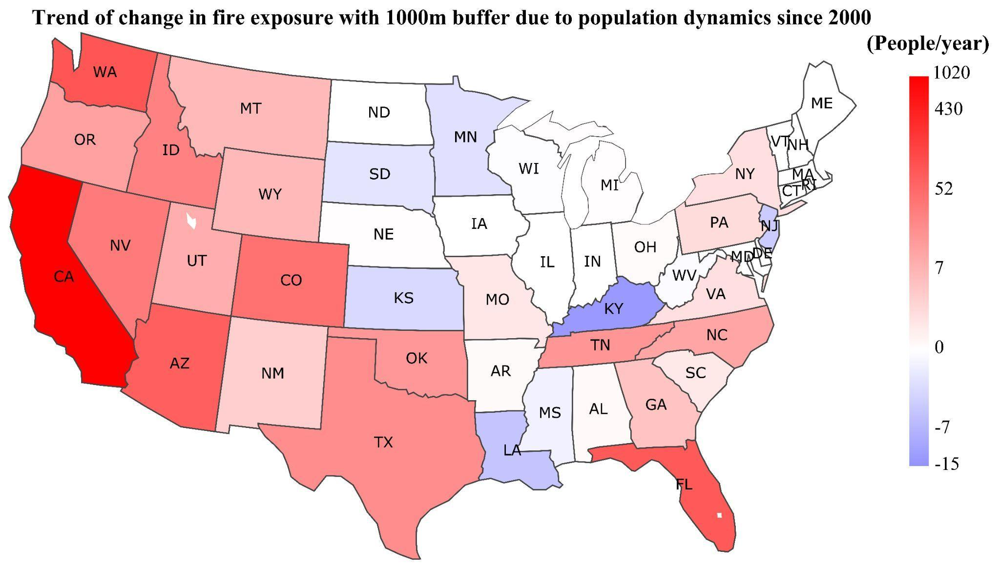 Trend of change in fire exposure with 1000m buffer due to population dynamics since 2000
(People/year)
1020
430
52
7
0
-7
-15
WA
MT
ND
ME
OR
ID
MN
VT
NH
SD
WI
NY
MA
WY
MI
RI
CT
IA
PA
NJ
NV
NE
OH
UT
IL
IN
MD
DE
CA
CO
WV
KS
MO
KY
VA
NC
TN
AZ
NM
OK
AR
SC
MS
AL
GA
TX
LA
FL